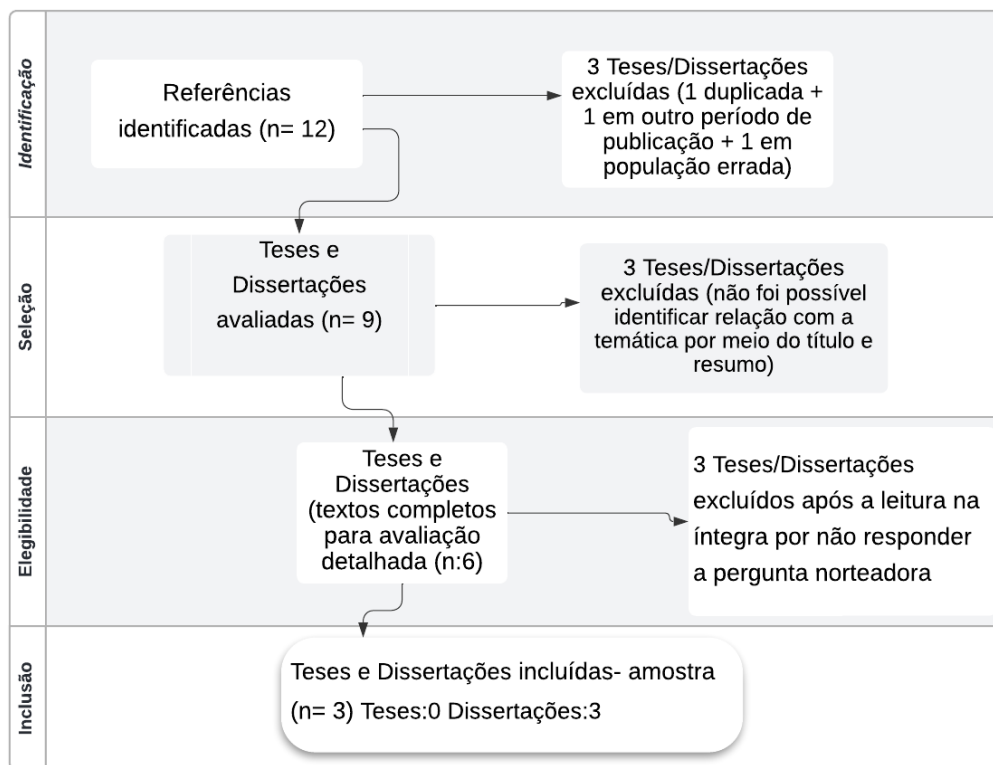 Identificação
Referências
identificadas (n= 12)
3 Teses/Dissertações
excluídas (1 duplicada +
1 em outro período de
publicação + 1 em
população errada)
Seleção
Teses e
Dissertações
avaliadas (n= 9)
3 Teses/Dissertações
excluídas (não foi possível
identificar relação com a
temática por meio do título e
resumo)
Elegibilidade
Teses e
Dissertações
(textos completos
para avaliação
detalhada (n:6)
3 Teses/Dissertações
excluídos após a leitura na
íntegra por não responder
a pergunta norteadora
Inclusão
Teses e Dissertações incluídas- amostra
(n= 3) Teses:0 Dissertações:3